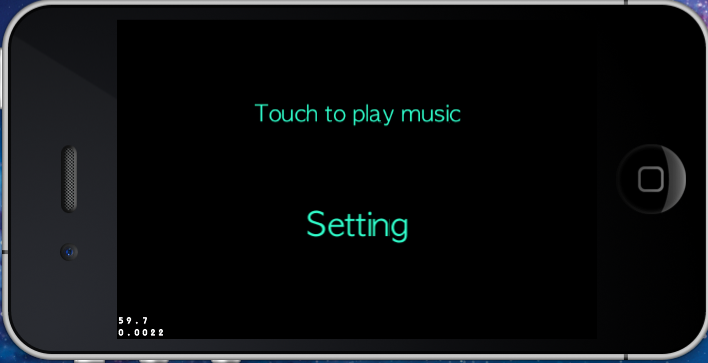 Touch to play music
Setting
59.7
0.0022